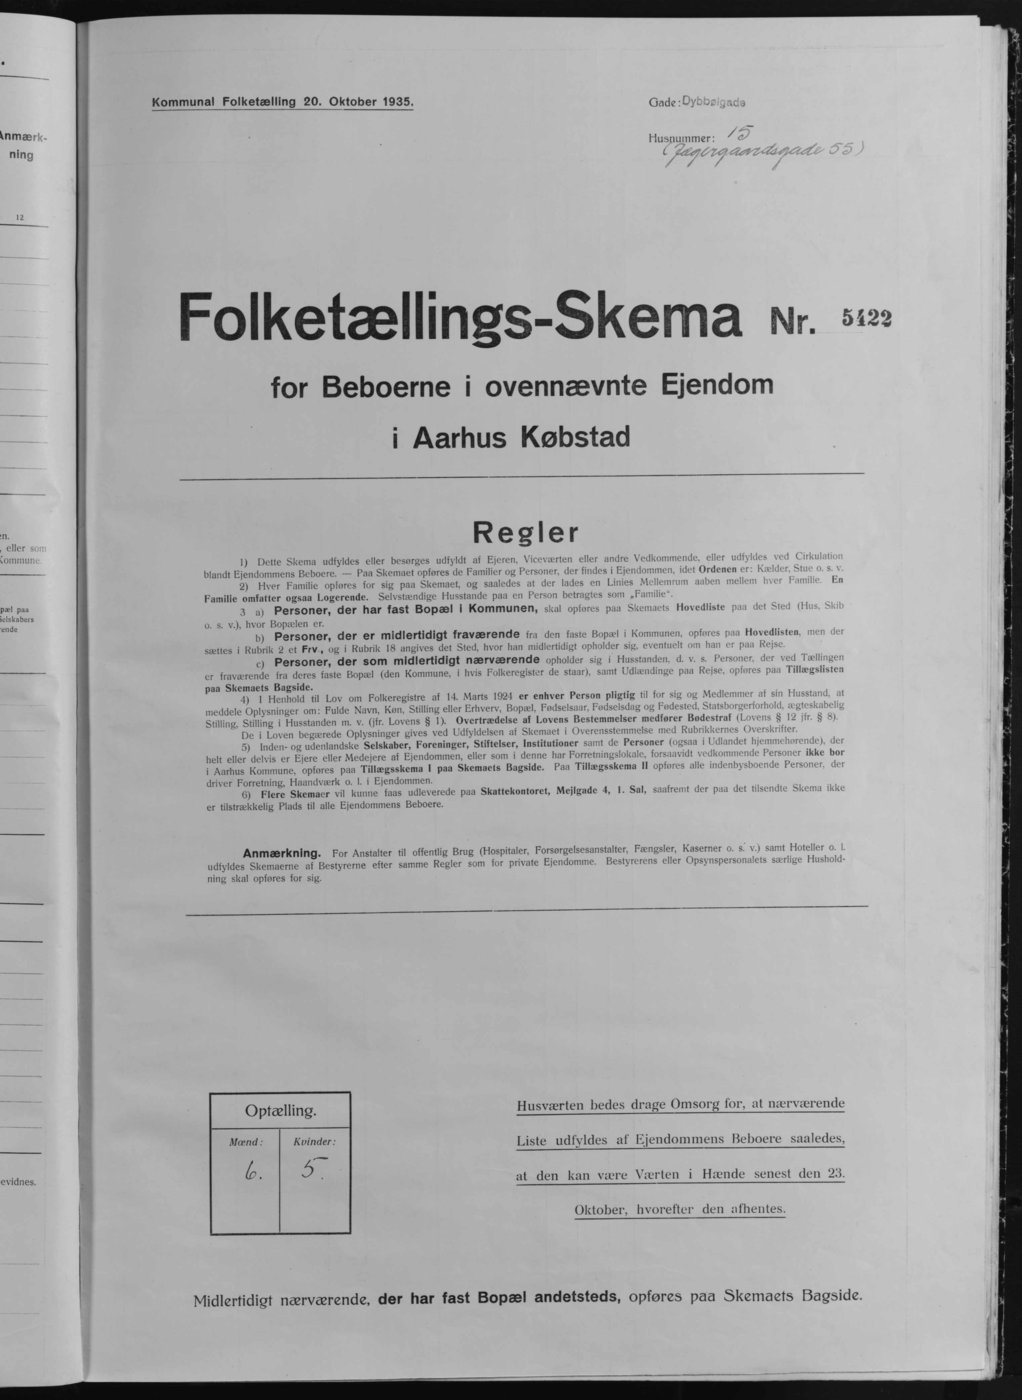 Anmærk-
ning
12
en.
, eller som
Kommune.
pæl paa
Selskabers
rende
evidnes.
Kommunal Folketælling 20. Oktober 1935.
Gade: Dybbølgade
Husnummer: 15
(Jægergaardsgade 55)
Folketællings-Skema Nr. 5422
for Beboerne i ovennævnte Ejendom
i Aarhus Købstad
Regler
1) Dette Skema udfyldes eller besørges udfyldt af Ejeren, Viceværten eller andre Vedkommende, eller udfyldes ved Cirkulation
blandt Ejendommens Beboere. — Paa Skemaet opføres de Familier og Personer, der findes i Ejendommen, idet Ordenen er: Kælder, Stue o. s. v.
2) Hver Familie opføres for sig paa Skemaet, og saaledes at der lades en Linies Mellemrum aaben mellem hver Familie. En
Familie omfatter ogsaa Logerende. Selvstændige Husstande paa en Person betragtes som „Familie“.
3 a) Personer, der har fast Bopæl i Kommunen, skal opføres paa Skemaets Hovedliste paa det Sted (Hus, Skib
o. s. v.), hvor Bopælen er.
b) Personer, der er midlertidigt fraværende fra den faste Bopæl i Kommunen, opføres paa Hovedlisten, men der
sættes i Rubrik 2 et Frv., og i Rubrik 18 angives det Sted, hvor han midlertidigt opholder sig, eventuelt om han er paa Rejse.
c) Personer, der som midlertidigt nærværende opholder sig i Husstanden, d. v. s. Personer, der ved Tællingen
er fraværende fra deres faste Bopæl (den Kommune, i hvis Folkeregister de staar), samt Udlændinge paa Rejse, opføres paa Tillægslisten
paa Skemaets Bagside.
4) I Henhold til Lov om Folkeregistre af 14. Marts 1924 er enhver Person pligtig til for sig og Medlemmer af sin Husstand, at
meddele Oplysninger om: Fulde Navn, Køn, Stilling eller Erhverv, Bopæl, Fødselsaar, Fødselsdag og Fødested, Statsborgerforhold, ægteskabelig
Stilling, Stilling i Husstanden m. v. (jfr. Lovens § 1). Overtrædelse af Lovens Bestemmelser medfører Bødestraf (Lovens § 12 jfr. § 8).
De i Loven begærede Oplysninger gives ved Udfyldelsen af Skemaet i Overensstemmelse med Rubrikkernes Overskrifter.
5) Inden- og udenlandske Selskaber, Foreninger, Stiftelser, Institutioner samt de Personer (ogsaa i Udlandet hjemmehørende), der
helt eller delvis er Ejere eller Medejere af Ejendommen, eller som i denne har Forretningslokale, forsaavidt vedkommende Personer ikke bor
i Aarhus Kommune, opføres paa Tillægsskema I paa Skemaets Bagside. Paa Tillægsskema II opføres alle indenbysboende Personer, der
driver Forretning, Haandværk o. l. i Ejendommen.
6) Flere Skemaer vil kunne faas udleverede paa Skattekontoret, Mejlgade 4, 1. Sal, saafremt der paa det tilsendte Skema ikke
er tilstrækkelig Plads til alle Ejendommens Beboere.
Anmærkning. For Anstalter til offentlig Brug (Hospitaler, Forsørgelsesanstalter, Fængsler, Kaserner o. s. v.) samt Hoteller o. l.
udfyldes Skemaerne af Bestyrerne efter samme Regler som for private Ejendomme. Bestyrerens eller Opsynspersonalets særlige Hushold-
ning skal opføres for sig.
Optælling.
Mænd: Kvinder:
6. 5.
Husværten bedes drage Omsorg for, at nærværende
Liste udfyldes af Ejendommens Beboere saaledes,
at den kan være Værten i Hænde senest den 23.
Oktober, hvorefter den afhentes.
Midlertidigt nærværende, der har fast Bopæl andetsteds, opføres paa Skemaets Bagside.